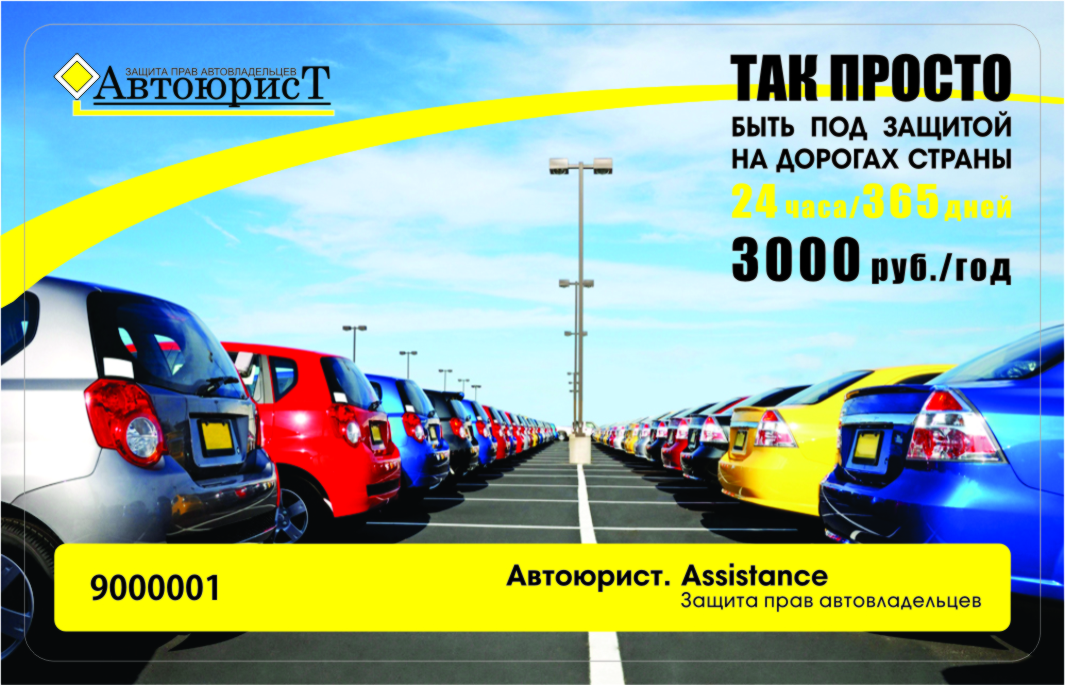 ЗАЩИТА ПРАВ АВТОВЛАДЕЛЬЦЕВ
АвтоюрисТ
ТАК ПРОСТО
БЫТЬ ПОД ЗАЩИТОЙ
НА ДОРОГАХ СТРАНЫ
24 часа/365 дней
3000 руб./год
9000001
Автоюрист. Assistance
Защита прав автовладельцев